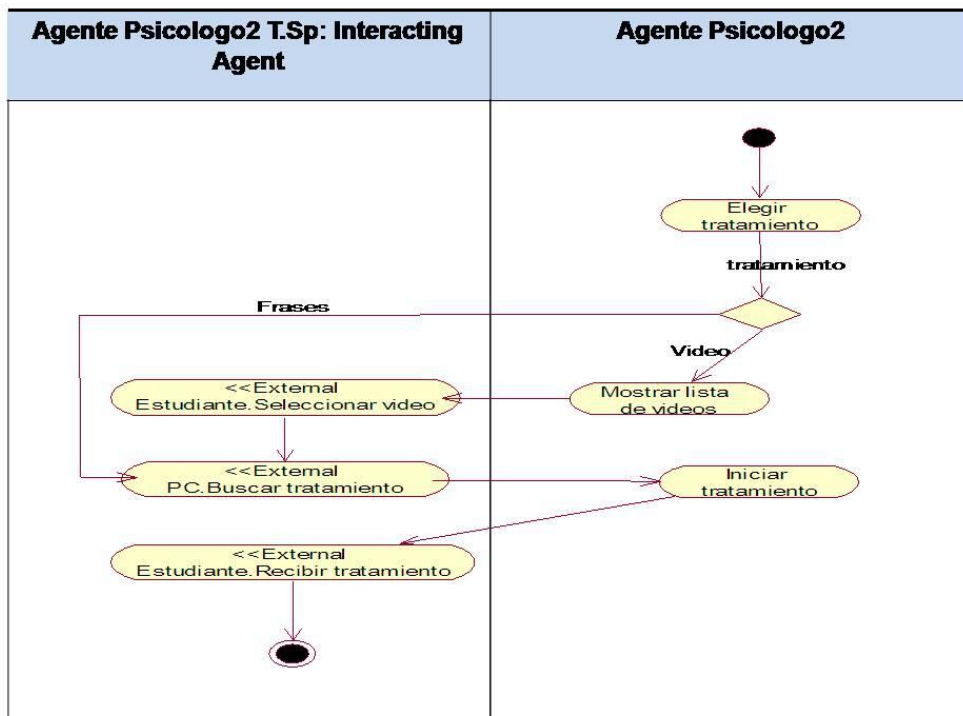 Agente Psicologo2 T.Sp: Interacting
Agent
Agente Psicologo2
Elegir
tratamiento
tratamiento
Frases
Video
<<External
Estudiante.Seleccionar video
Mostrar lista
de videos
<<External
PC.Buscar tratamiento
Iniciar
tratamiento
<<External
Estudiante.Recibir tratamiento